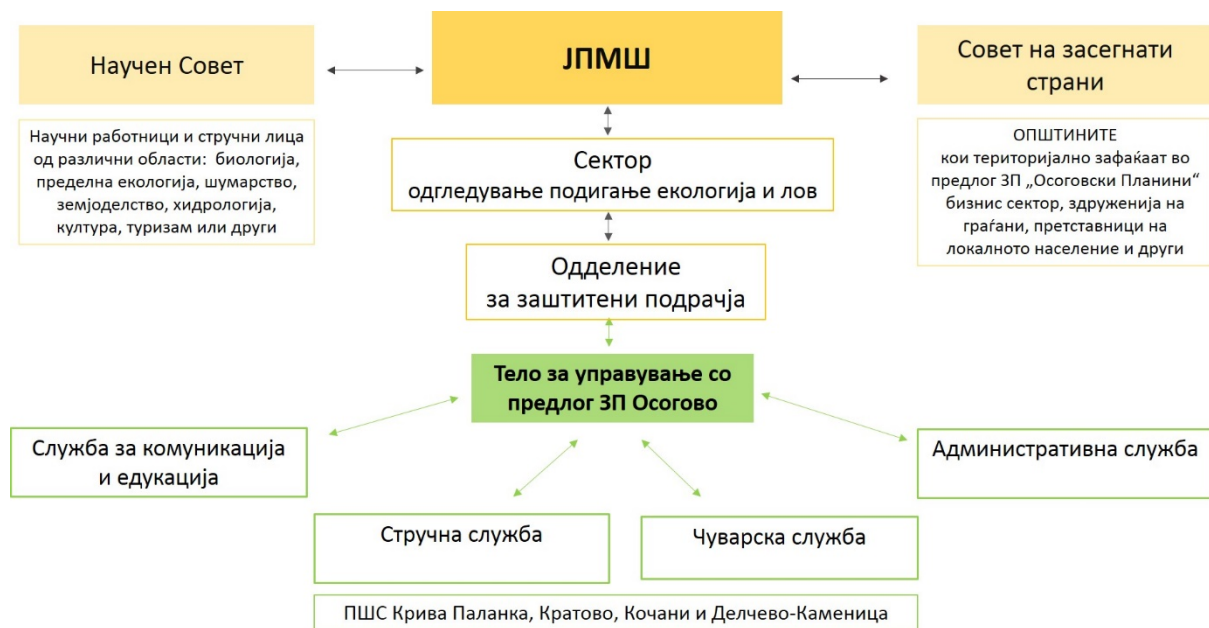 Научен Совет
ЈПМШ
Совет на засегнати
страни
Научни работници и стручни лица
од различни области: биологија,
пределна екологија, шумарство,
земјоделство, хидрологија,
култура, туризам или други
Сектор
одгледување подигање екологија и лов
ОПШТИНИТЕ
кои територијално зафаќаат во
предлог ЗП „Осоговски Планини“
бизнис сектор, здруженија на
граѓани, претставници на
локалното население и други
Одделение
за заштитени подрачја
Тело за управување со
предлог ЗП Осогово
Служба за комуникација
и едукација
Административна служба
Стручна служба
Чуварска служба
ПШС Крива Паланка, Кратово, Кочани и Делчево-Каменица